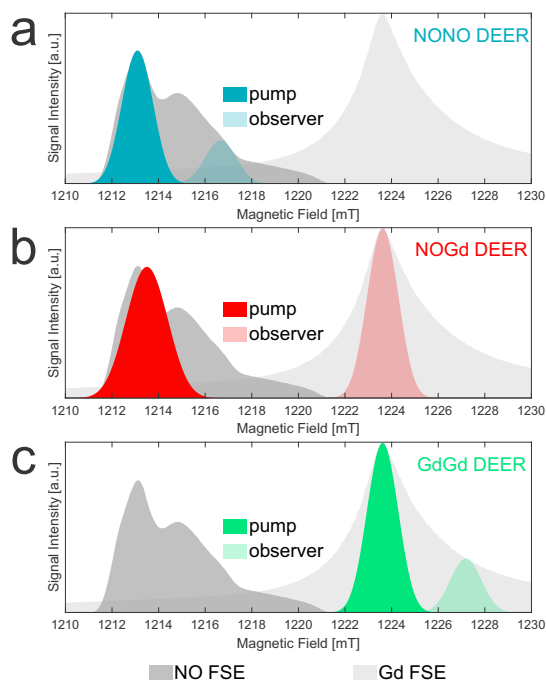 a
NONO DEER
pump
observer
Signal Intensity [a.u.]
1210 1212 1214 1216 1218 1220 1222 1224 1226 1228 1230
Magnetic Field [mT]
b
NOGd DEER
pump
observer
Signal Intensity [a.u.]
1210 1212 1214 1216 1218 1220 1222 1224 1226 1228 1230
Magnetic Field [mT]
c
GdGd DEER
pump
observer
Signal Intensity [a.u.]
1210 1212 1214 1216 1218 1220 1222 1224 1226 1228 1230
Magnetic Field [mT]
NO FSE Gd FSE